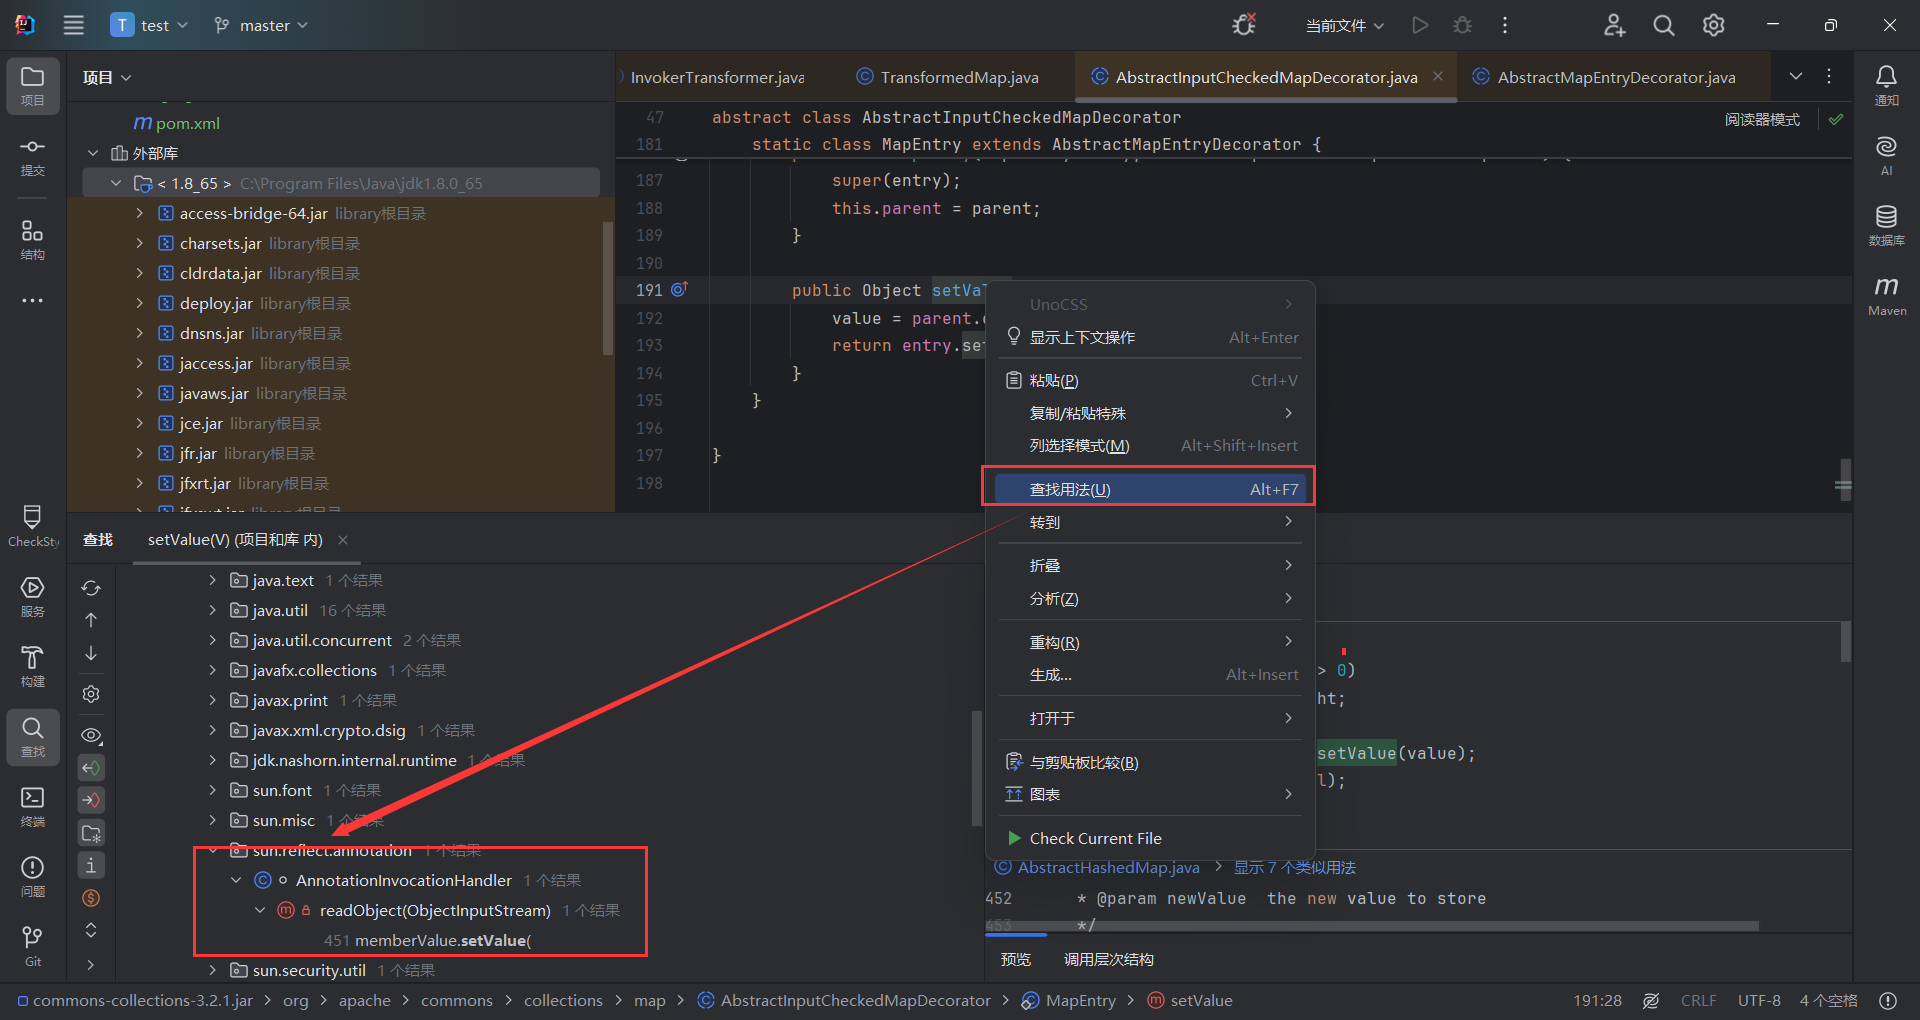 T test master 当前文件
项目
项目
提交
结构
CheckSty
服务
构建
查找
终端
问题
Git
pom.xml
外部库
< 1.8_65 > C:\Program Files\Java\jdk1.8.0_65
access-bridge-64.jar library根目录
charsets.jar library根目录
cldrdata.jar library根目录
deploy.jar library根目录
dnsns.jar library根目录
jaccess.jar library根目录
javaws.jar library根目录
jce.jar library根目录
jfr.jar library根目录
jfxrt.jar library根目录
InvokerTransformer.java TransformedMap.java AbstractInputCheckedMapDecorator.java AbstractMapEntryDecorator.java
阅读器模式
47 abstract class AbstractInputCheckedMapDecorator
181 static class MapEntry extends AbstractMapEntryDecorator {
187 super(entry);
188 this.parent = parent;
189 }
190
191 public Object setVa
192 value = parent.
193 return entry.se
194 }
195 }
196
197 }
198
通知
AI
数据库
Maven
UnoCSS
显示上下文操作 Alt+Enter
粘贴(P) Ctrl+V
复制/粘贴特殊
列选择模式(M) Alt+Shift+Insert
查找用法(U) Alt+F7
转到
折叠
分析(Z)
重构(R)
生成... Alt+Insert
打开于
与剪贴板比较(B)
图表
Check Current File
查找 setValue(V) (项目和库 内)
java.text 1 个结果
java.util 16 个结果
java.util.concurrent 2 个结果
javafx.collections 1 个结果
javax.print 1 个结果
javax.xml.crypto.dsig 1 个结果
jdk.nashorn.internal.runtime 1 个结果
sun.font 1 个结果
sun.misc 1 个结果
sun.reflect.annotation 1 个结果
AnnotationInvocationHandler 1 个结果
readObject(ObjectInputStream) 1 个结果
451 memberValue.setValue(
sun.security.util 1 个结果
> 0)
ht;
setValue(value);
l);
AbstractHashedMap.java > 显示 7 个类似用法
452 * @param newValue the new value to store
453 */
预览 调用层次结构
commons-collections-3.2.1.jar > org > apache > commons > collections > map > AbstractInputCheckedMapDecorator > MapEntry > setValue
191:28 CRLF UTF-8 4 个空格